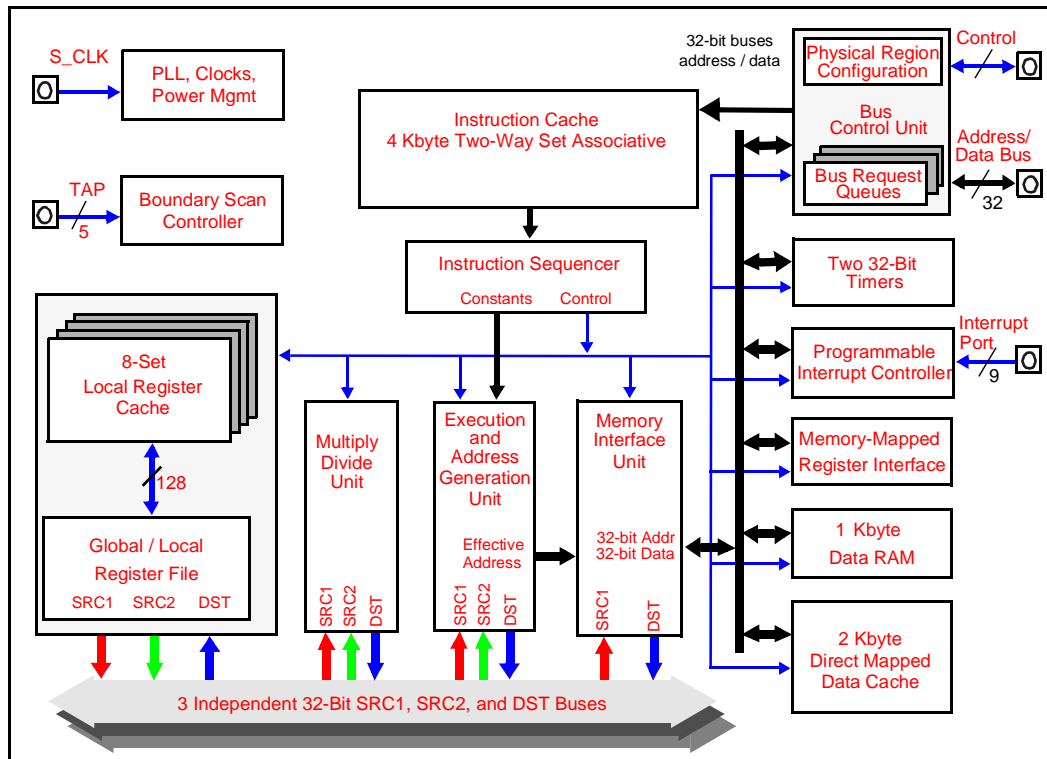 S_CLK
PLL, Clocks,
Power Mgmt
TAP
5
Boundary Scan
Controller
Instruction Cache
4 Kbyte Two-Way Set Associative
32-bit buses
address / data
Physical Region
Configuration
Bus
Control Unit
Bus Request
Queues
Control
Address/
Data Bus
32
Instruction Sequencer
Constants
Control
Two 32-Bit
Timers
Programmable
Interrupt Controller
Interrupt
Port
9
Memory-Mapped
Register Interface
1 Kbyte
Data RAM
2 Kbyte
Direct Mapped
Data Cache
8-Set
Local Register
Cache
128
Global / Local
Register File
SRC1
SRC2
DST
Multiply
Divide
Unit
SRC1
SRC2
DST
Execution
and
Address
Generation
Unit
Effective
Address
SRC1
SRC2
DST
Memory
Interface
Unit
32-bit Addr
32-bit Data
SRC1
DST
3 Independent 32-Bit SRC1, SRC2, and DST Buses